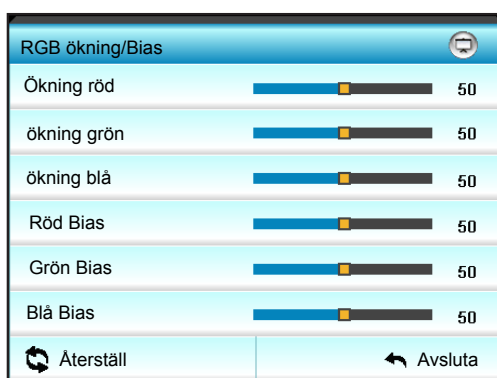 RGB ökning/Bias
Ökning röd 50
ökning grön 50
ökning blå 50
Röd Bias 50
Grön Bias 50
Blå Bias 50
Återställ Avsluta